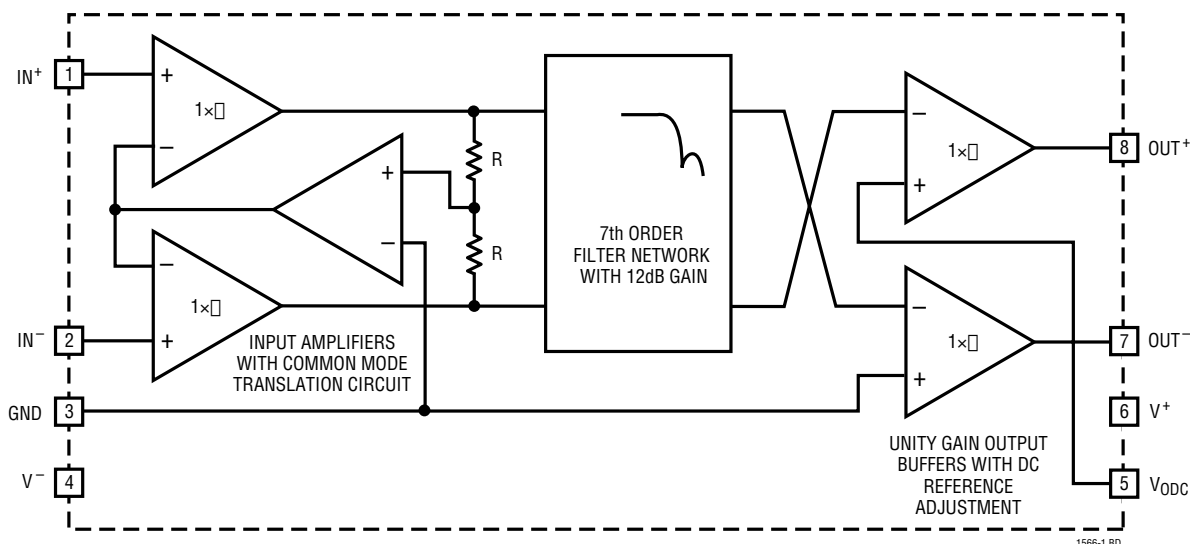 IN+
1
+
1×
−
+
−
R
R
−
1×
+
IN−
2
INPUT AMPLIFIERS
WITH COMMON MODE
TRANSLATION CIRCUIT
GND
3
V−
4
7th ORDER
FILTER NETWORK
WITH 12dB GAIN
−
1×
+
8
OUT+
−
1×
+
7
OUT−
6
V+
UNITY GAIN OUTPUT
BUFFERS WITH DC
REFERENCE
ADJUSTMENT
5
VODC
1566-1 BD